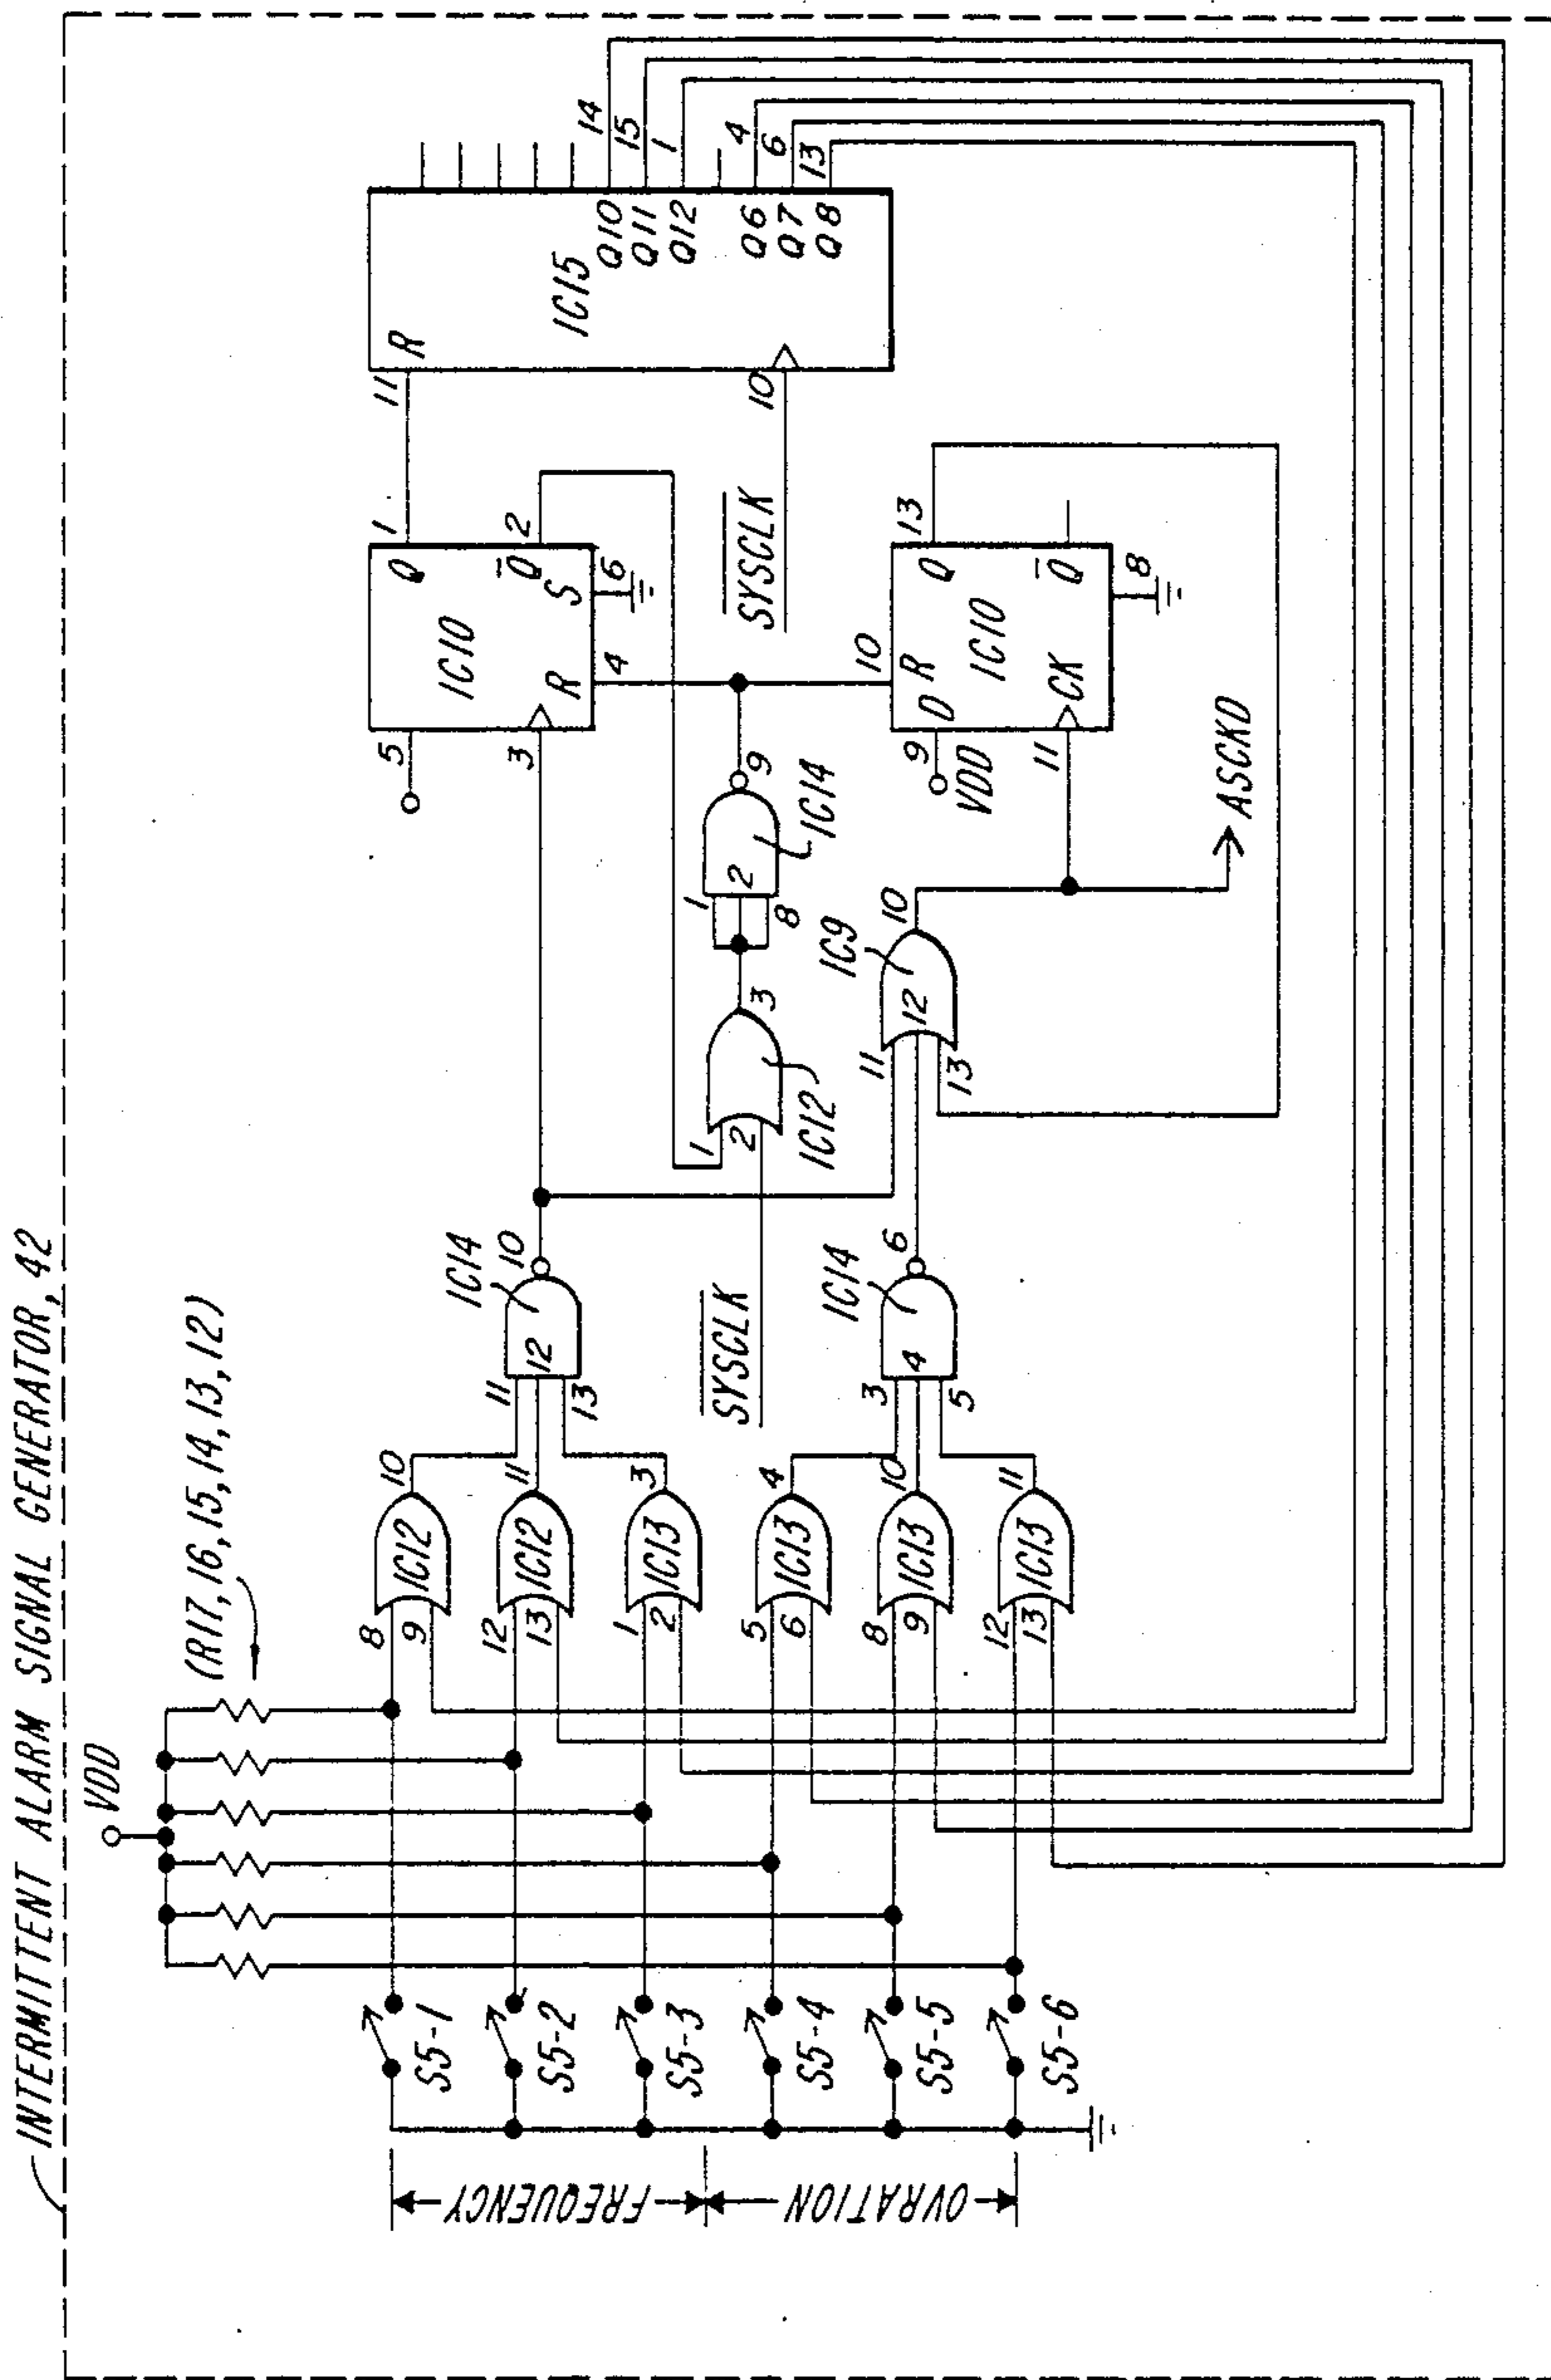 INTERMITTENT ALARM SIGNAL GENERATOR, 42
VDD
(R17,16,15,14,13,12)
FREQUENCY
OVRATION
S5-1
S5-2
S5-3
S5-4
S5-5
S5-6
8
9
IC12
10
12
13
IC12
11
1
2
IC13
3
5
6
IC13
4
8
9
IC13
10
12
13
IC13
11
11
12
13
IC14
10
3
4
5
IC14
6
SYSCLK
1
2
IC12
3
1
2
8
IC14
9
11
12
13
IC9
10
ASCKD
5
3
IC10
Q
1
Q
2
S
6
R
4
SYSCLK
9
VDD
D
R
10
IC10
11
CK
Q
13
Q
8
11
R
IC15
10
Q10
14
Q11
15
Q12
1
Q6
4
Q7
6
Q8
13